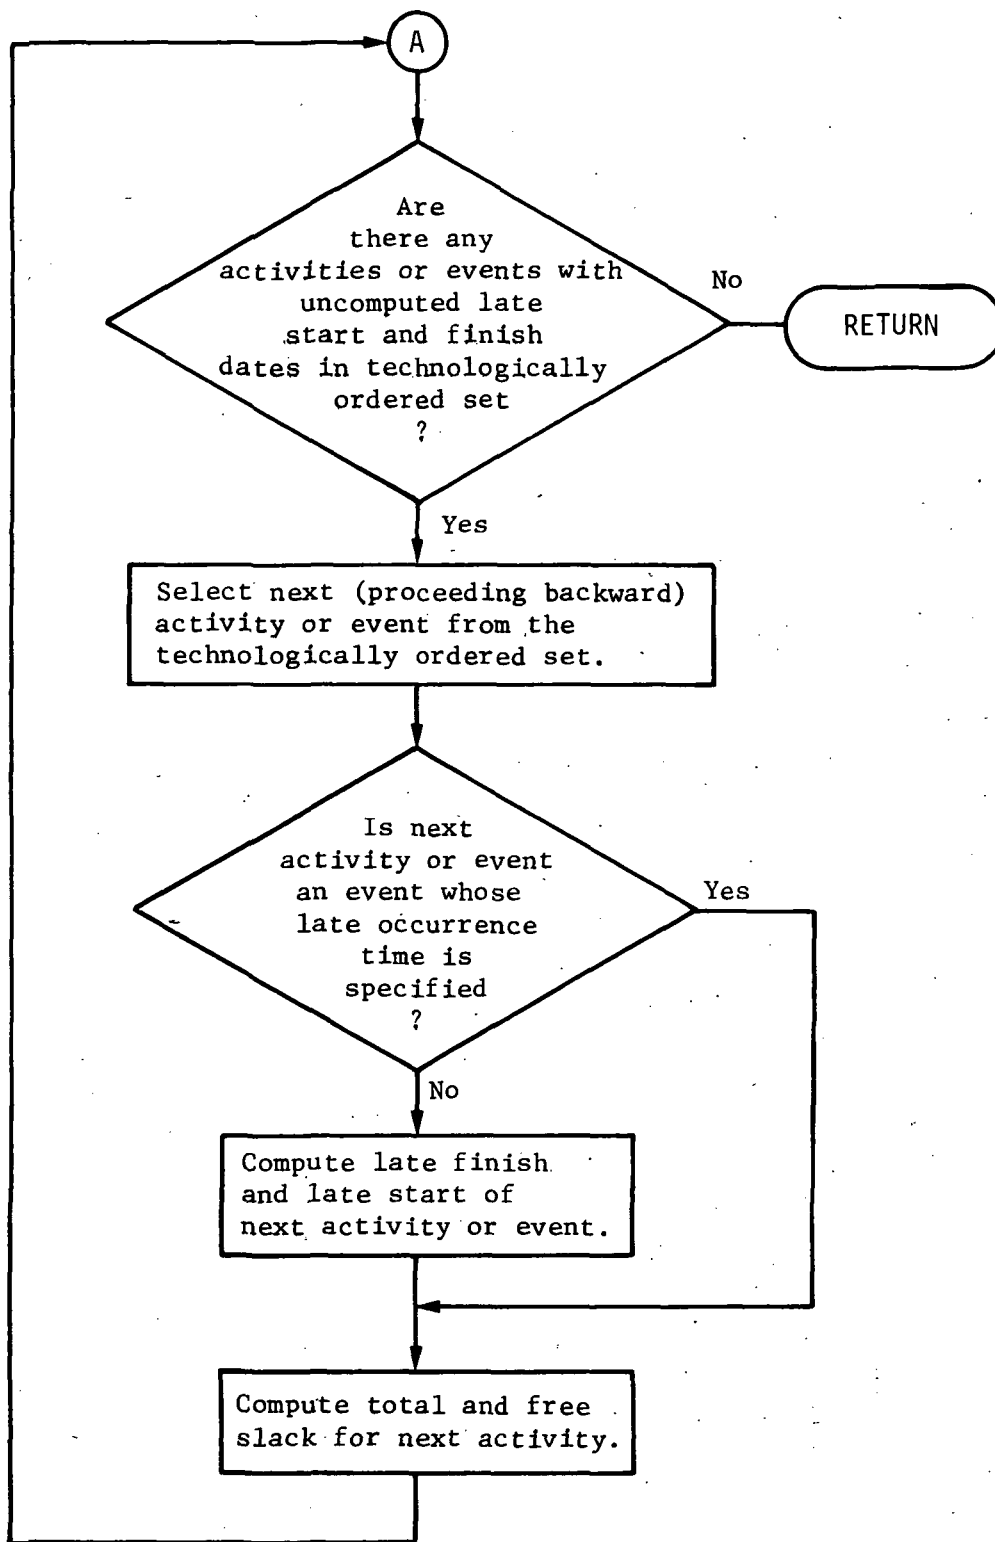 A
Are
there any
activities or events with
uncomputed late
start and finish
dates in technologically
ordered set
?
No
RETURN
Yes
Select next (proceeding backward)
activity or event from the
technologically ordered set.
Is next
activity or event
an event whose
late occurrence
time is
specified
?
Yes
No
Compute late finish
and late start of
next activity or event.
Compute total and free
slack for next activity.